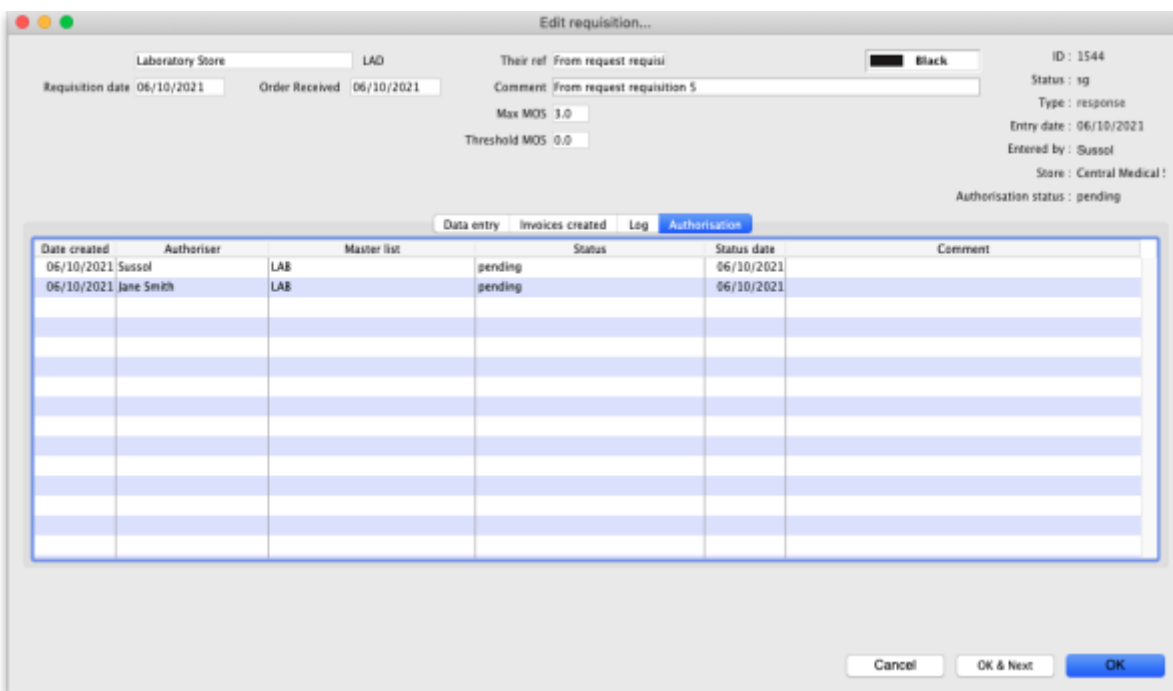 Edit requisition...
Laboratory Store LAD Their ref From request requisi Black ID : 1544
Status : sg
Requisition date 06/10/2021 Order Received 06/10/2021 Comment From request requisition 5
Type : response
Max MOS 3.0
Entry date : 06/10/2021
Threshold MOS 0.0
Entered by : Sussol
Store : Central Medical !
Authorisation status : pending
Data entry Invoices created Log Authorisation
Date created Authoriser Master list Status Status date Comment
06/10/2021 Sussol LAB pending 06/10/2021
06/10/2021 Jane Smith LAB pending 06/10/2021
Cancel OK & Next OK